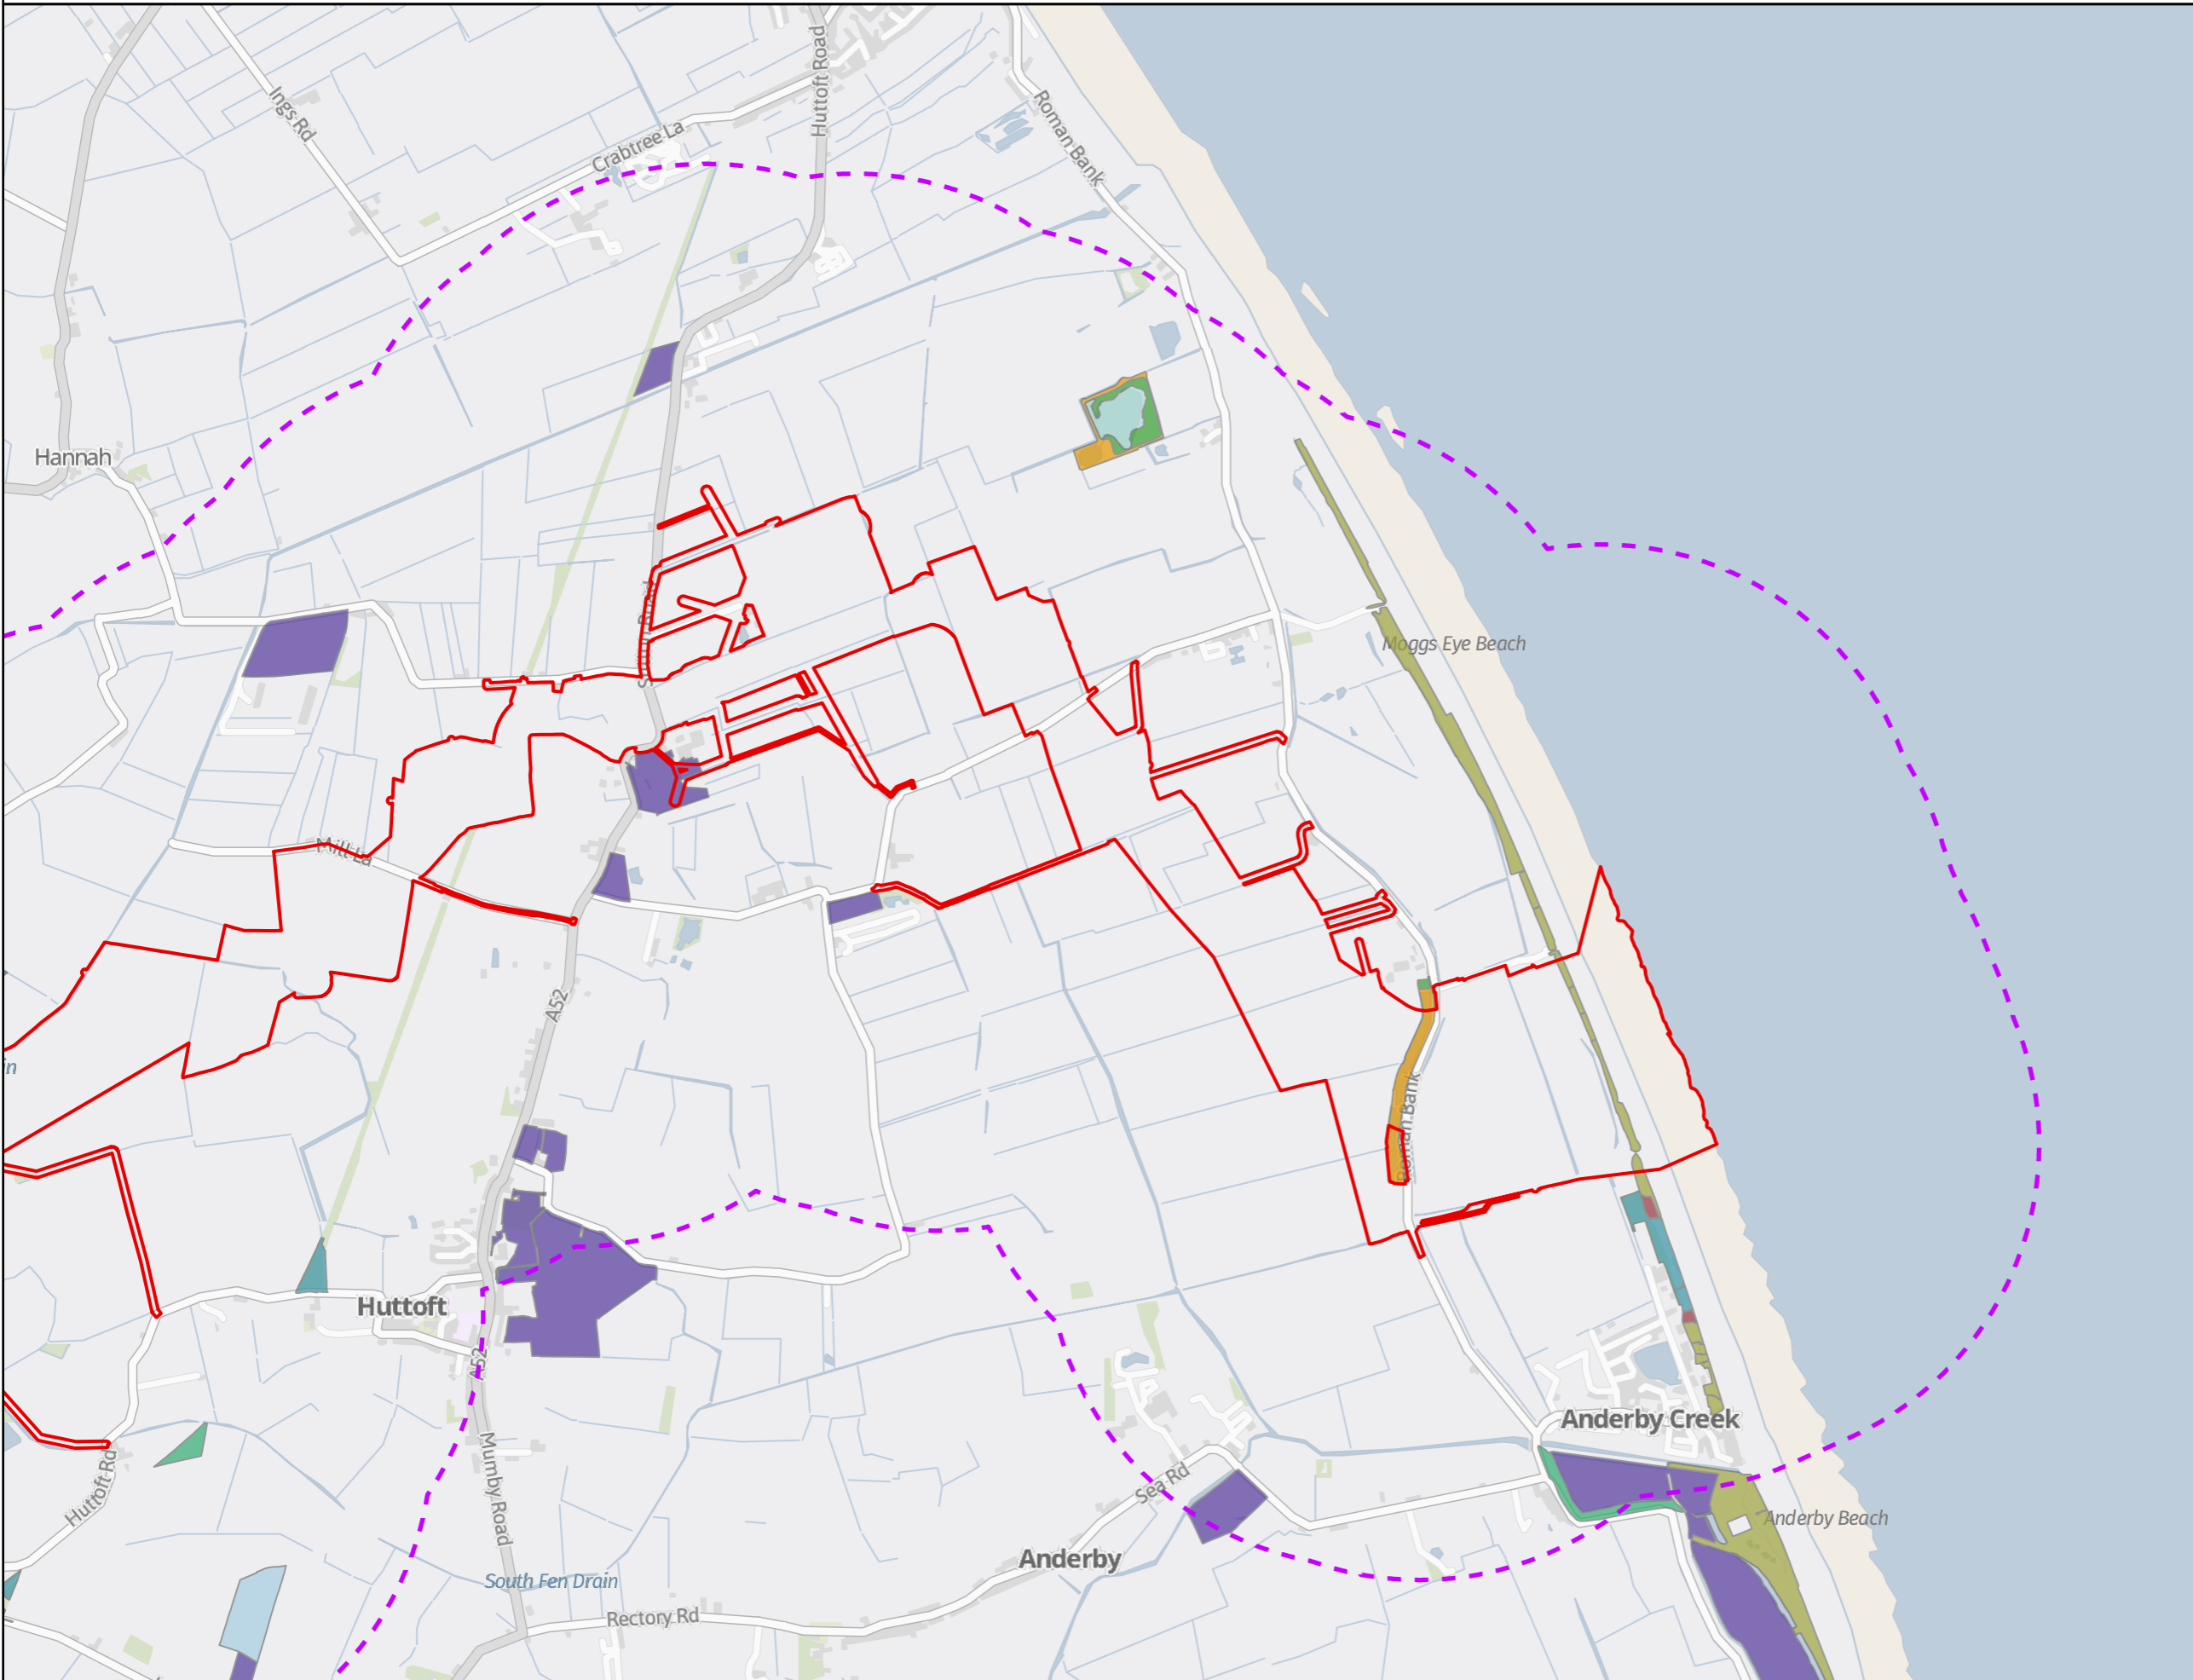 Huttoft Road
Ings Rd
Roman Bank
Crabtree La
Hannah
Moggs Eye Beach
Mill La
A52
in
Roman Bank
Huttoft
A52
Anderby Creek
Mumby Road
Huttoft Rd
Sea Rd
Anderby Beach
Anderby
South Fen Drain
Rectory Rd